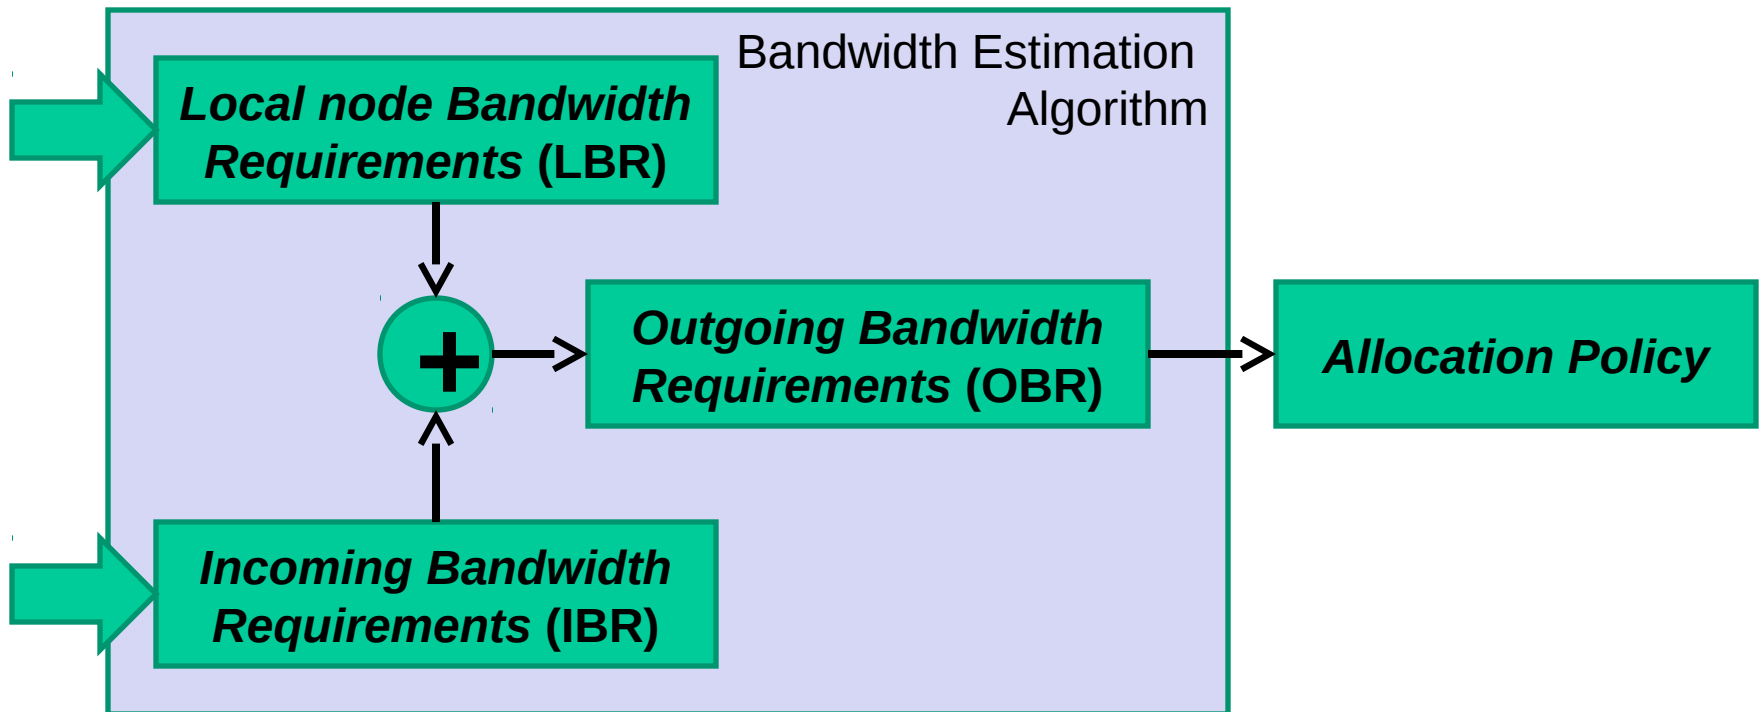 Bandwidth Estimation
Algorithm
Local node Bandwidth
Requirements (LBR)
+
Outgoing Bandwidth
Requirements (OBR)
Allocation Policy
Incoming Bandwidth
Requirements (IBR)